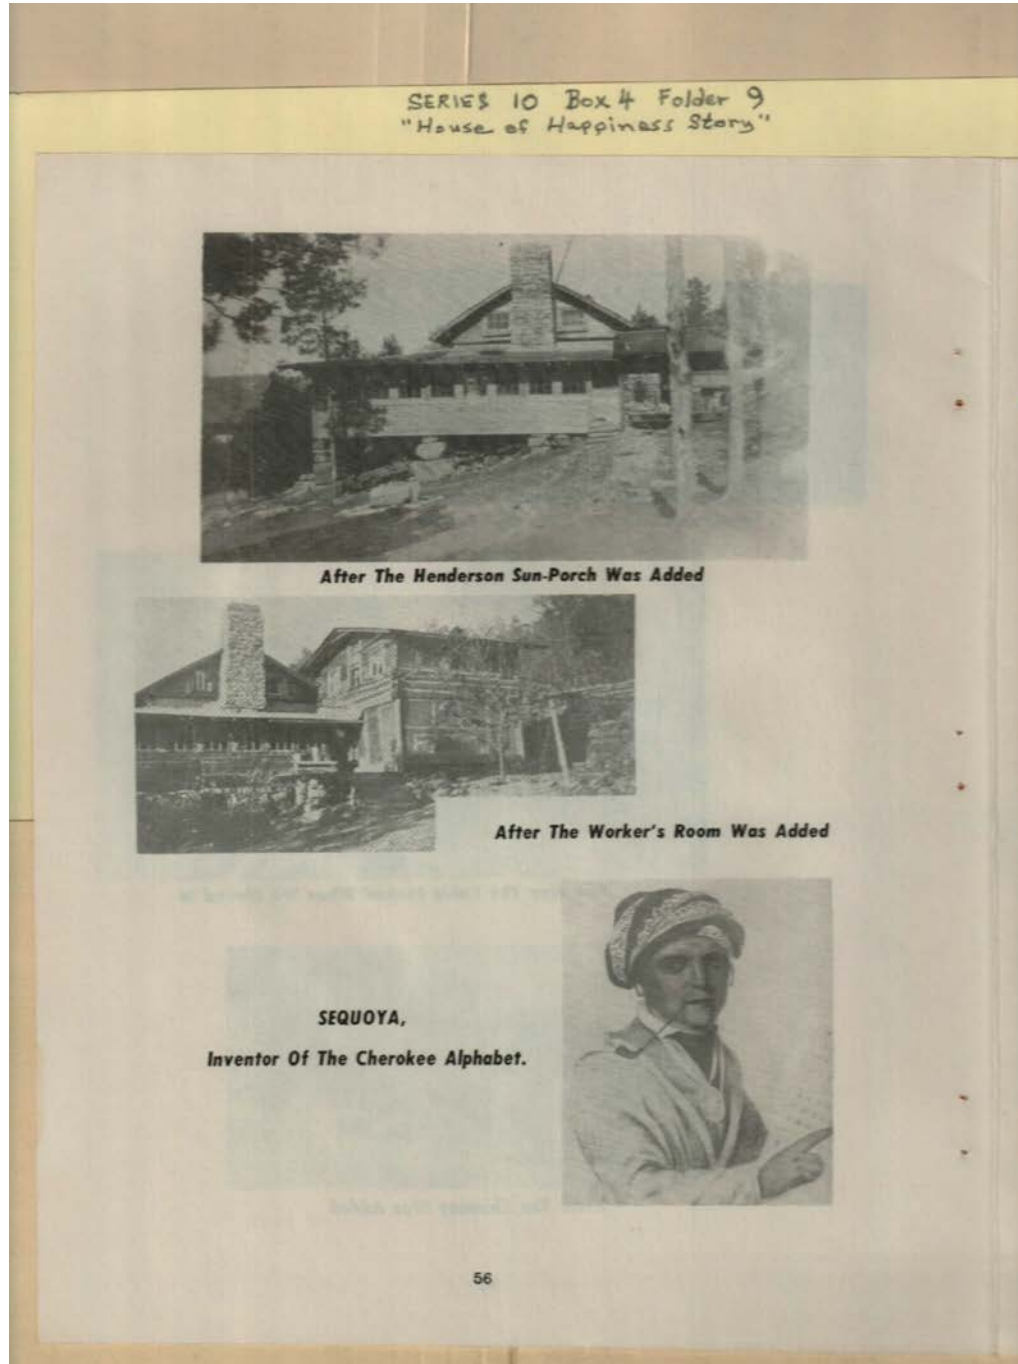 SERIES 10 Box 4 Folder 9
"House of Happiness Story"
After The Henderson Sun-Porch Was Added
After The Worker's Room Was Added
SEQUOYA,
Inventor Of The Cherokee Alphabet.
56